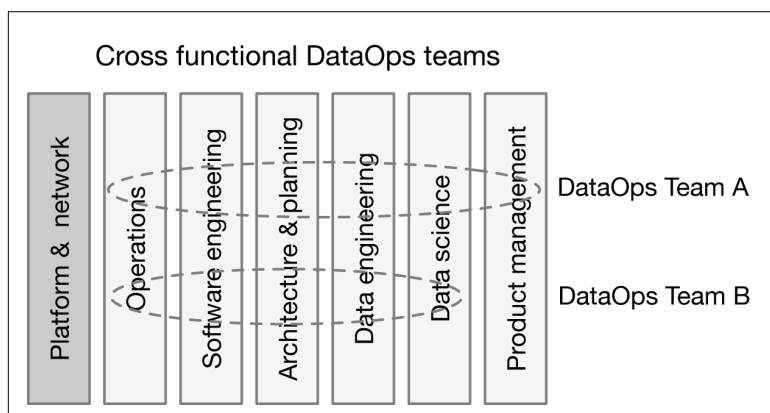 Cross functional DataOps teams
Platform & network
Operations
Software engineering
Architecture & planning
Data engineering
Data science
Product management
DataOps Team A
DataOps Team B